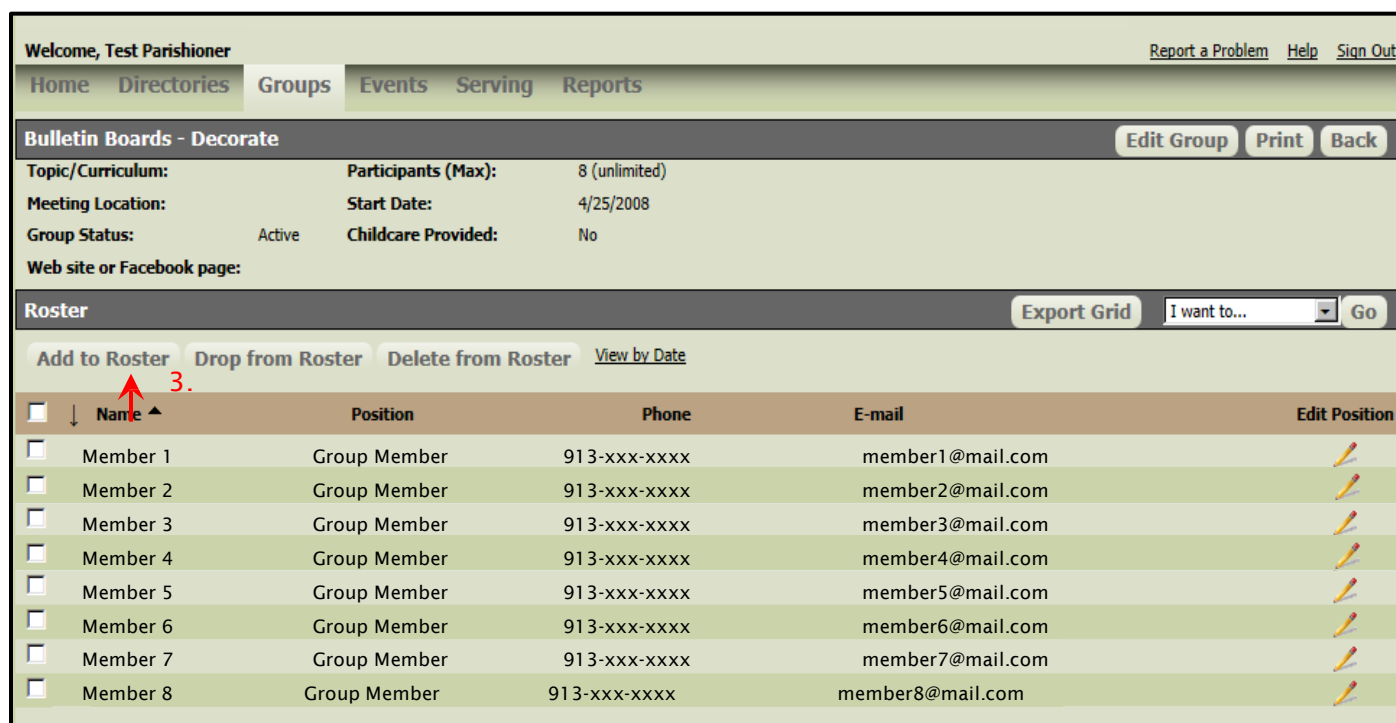 Welcome, Test Parishioner Report a Problem Help Sign Out
Home Directories Groups Events Serving Reports
Bulletin Boards - Decorate Edit Group Print Back
Topic/Curriculum: Participants (Max): 8 (unlimited)
Meeting Location: Start Date: 4/25/2008
Group Status: Active Childcare Provided: No
Web site or Facebook page:
Roster Export Grid I want to... Go
Add to Roster Drop from Roster Delete from Roster View by Date
3.
Name Position Phone E-mail Edit Position
Member 1 Group Member 913-xxx-xxxx member1@mail.com
Member 2 Group Member 913-xxx-xxxx member2@mail.com
Member 3 Group Member 913-xxx-xxxx member3@mail.com
Member 4 Group Member 913-xxx-xxxx member4@mail.com
Member 5 Group Member 913-xxx-xxxx member5@mail.com
Member 6 Group Member 913-xxx-xxxx member6@mail.com
Member 7 Group Member 913-xxx-xxxx member7@mail.com
Member 8 Group Member 913-xxx-xxxx member8@mail.com